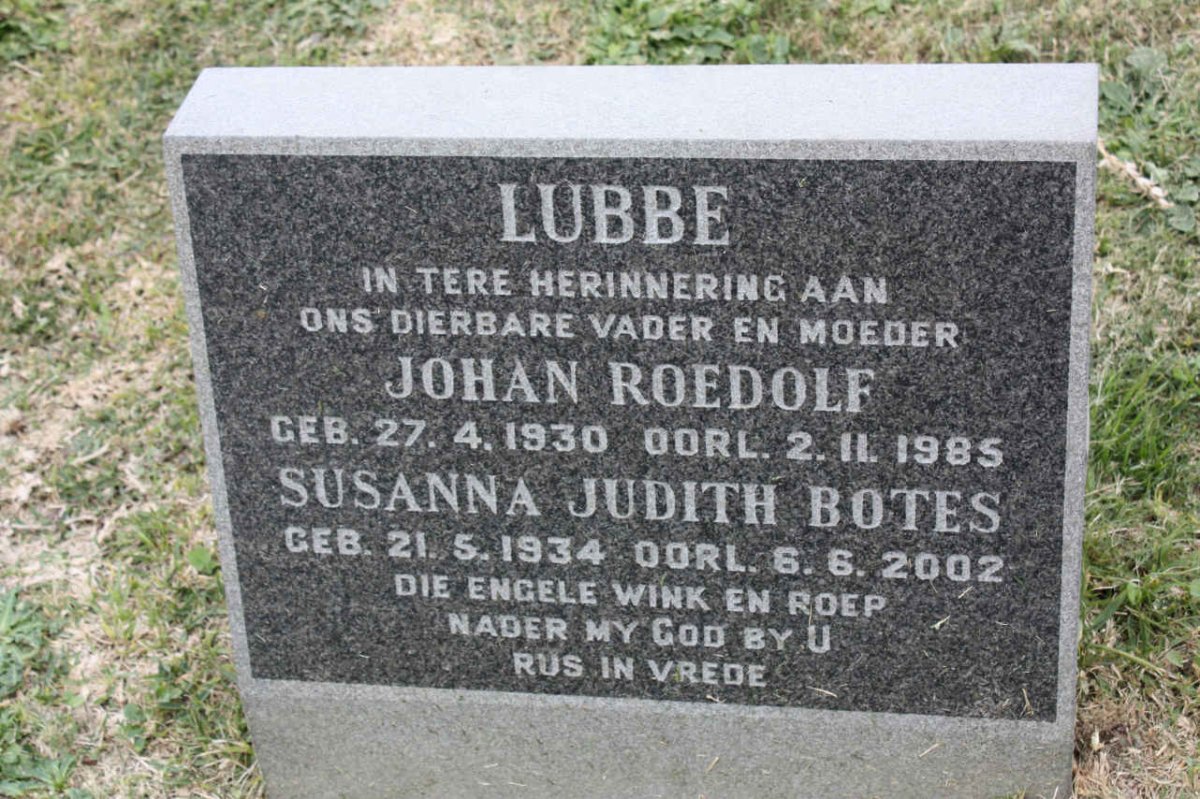 LUBBE
IN TERE HERINNERING AAN
ONS DIERBARE VADER EN MOEDER
JOHAN ROEDOLF
GEB. 27. 4. 1930 OORL. 2. 11. 1985
SUSANNA JUDITH BOTES
GEB. 21. 5. 1934 OORL. 6. 6. 2002
DIE ENGELE WINK EN ROEP
NADER MY GOD BY U
RUS IN VREDE